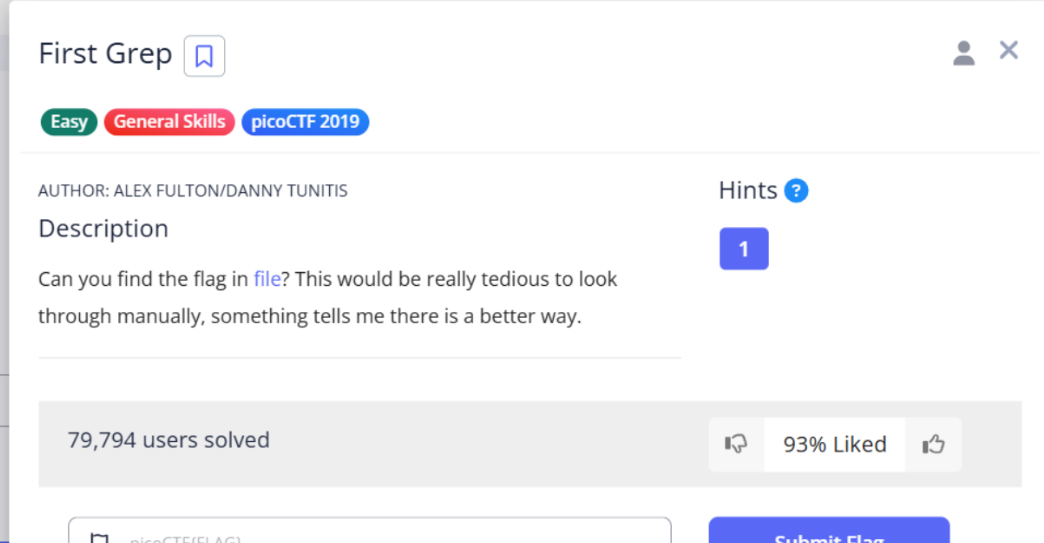 First Grep
Easy General Skills picoCTF 2019
AUTHOR: ALEX FULTON/DANNY TUNITIS
Hints ?
Description
1
Can you find the flag in file? This would be really tedious to look
through manually, something tells me there is a better way.
79,794 users solved
93% Liked
picoCTF{FLAG}
Submit Flag